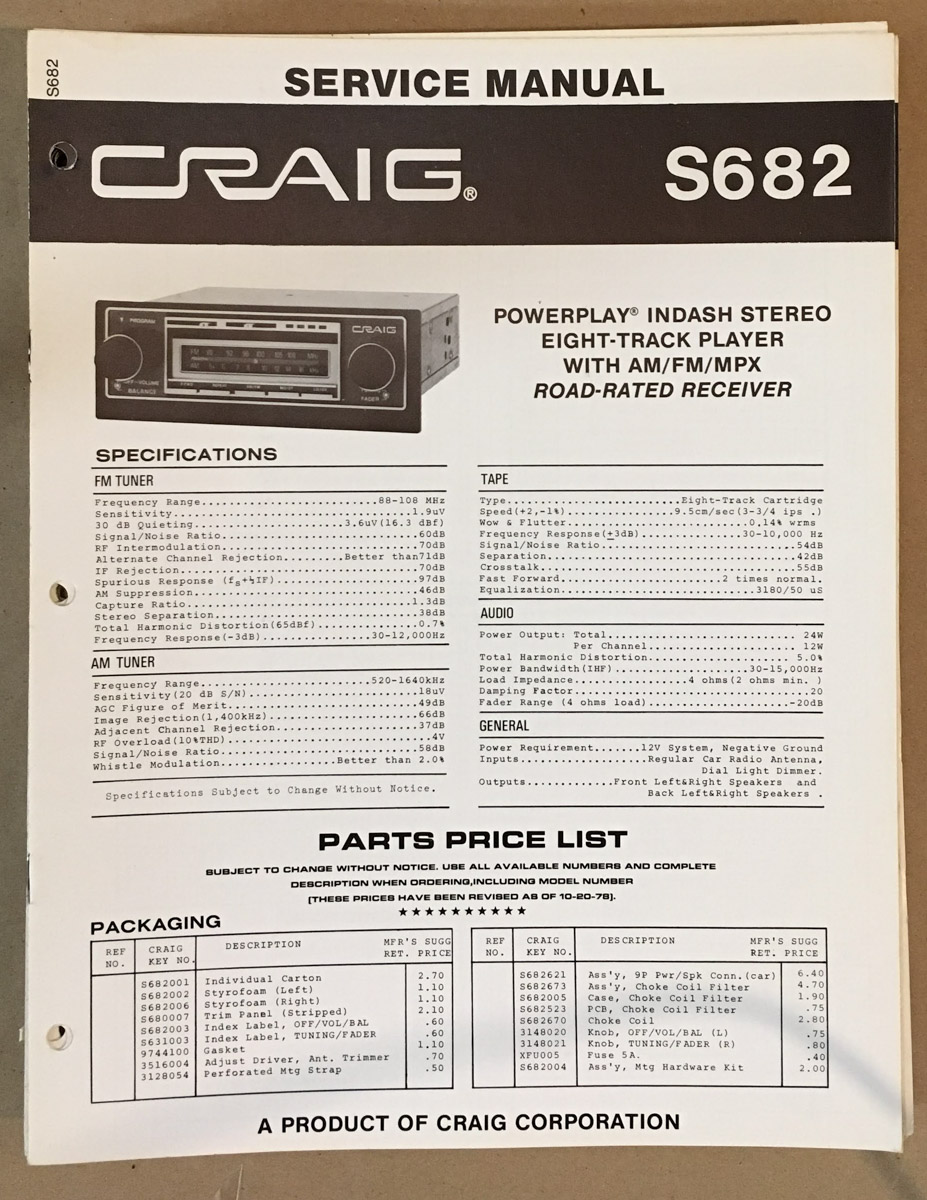 S682
SERVICE MANUAL
CRAIG® S682
PROGRAM
CRAIG
OFF-VOLUME
BALANCE
FADER
POWERPLAY® INDASH STEREO
EIGHT-TRACK PLAYER
WITH AM/FM/MPX
ROAD-RATED RECEIVER
SPECIFICATIONS
FM TUNER
Frequency Range..............................88-108 MHz
Sensitivity..............................1.9uV
30 dB Quieting......................3.6uV(16.3 dBf)
Signal/Noise Ratio..............................60dB
RF Intermodulation..............................70dB
Alternate Channel Rejection.......Better than71dB
IF Rejection..............................70dB
Spurious Response (fs+½IF)......................97dB
AM Suppression..............................46dB
Capture Ratio..............................1.3dB
Stereo Separation..............................38dB
Total Harmonic Distortion(65dBf)..............0.7%
Frequency Response(-3dB)..............30-12,000Hz
AM TUNER
Frequency Range......................520-1640kHz
Sensitivity(20 dB S/N)......................18uV
AGC Figure of Merit......................49dB
Image Rejection(1,400kHz)......................66dB
Adjacent Channel Rejection......................37dB
RF Overload(10%THD)......................4V
Signal/Noise Ratio......................58dB
Whistle Modulation..............Better than 2.0%
Specifications Subject to Change Without Notice.
TAPE
Type......................Eight-Track Cartridge
Speed(+2,-1%)..............9.5cm/sec(3-3/4 ips .)
Wow & Flutter......................0.14% wrms
Frequency Response(±3dB)..............30-10,000 Hz
Signal/Noise Ratio......................54dB
Separation......................42dB
Crosstalk......................55dB
Fast Forward......................2 times normal.
Equalization......................3180/50 uS
AUDIO
Power Output: Total...................... 24W
Per Channel...................... 12W
Total Harmonic Distortion...................... 5.0%
Power Bandwidth(IHF)..............30-15,000Hz
Load Impedance..............4 ohms(2 ohms min. )
Damping Factor......................20
Fader Range (4 ohms load)..............-20dB
GENERAL
Power Requirement.......12V System, Negative Ground
Inputs..................Regular Car Radio Antenna,
Dial Light Dimmer.
Outputs............Front Left&Right Speakers and
Back Left&Right Speakers .
PARTS PRICE LIST
SUBJECT TO CHANGE WITHOUT NOTICE. USE ALL AVAILABLE NUMBERS AND COMPLETE
DESCRIPTION WHEN ORDERING,INCLUDING MODEL NUMBER
(THESE PRICES HAVE BEEN REVISED AS OF 10-20-78).
★★★★★★★★★★
PACKAGING
REF NO. CRAIG KEY NO. DESCRIPTION MFR'S SUGG RET. PRICE
S682001 Individual Carton 2.70
S682002 Styrofoam (Left) 1.10
S682006 Styrofoam (Right) 1.10
S680007 Trim Panel (Stripped) 2.10
S682003 Index Label, OFF/VOL/BAL .60
S631003 Index Label, TUNING/FADER .60
9744100 Gasket 1.10
3516004 Adjust Driver, Ant. Trimmer .70
3128054 Perforated Mtg Strap .50
REF NO. CRAIG KEY NO. DESCRIPTION MFR'S SUGG RET. PRICE
S682621 Ass'y, 9P Pwr/Spk Conn.(car) 6.40
S682673 Ass'y, Choke Coil Filter 4.70
S682005 Case, Choke Coil Filter 1.90
S682523 PCB, Choke Coil Filter .75
S682670 Choke Coil 2.80
3148020 Knob, OFF/VOL/BAL (L) .75
3148021 Knob, TUNING/FADER (R) .80
XFU005 Fuse 5A. .40
S682004 Ass'y, Mtg Hardware Kit 2.00
A PRODUCT OF CRAIG CORPORATION